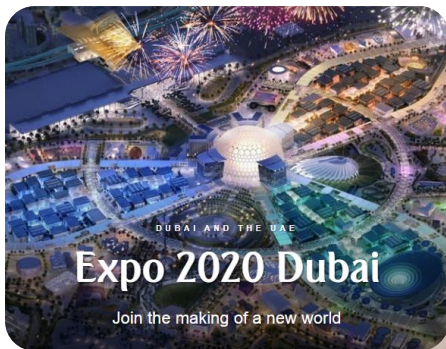 DUBAI AND THE UAE
Expo 2020 Dubai
Join the making of a new world